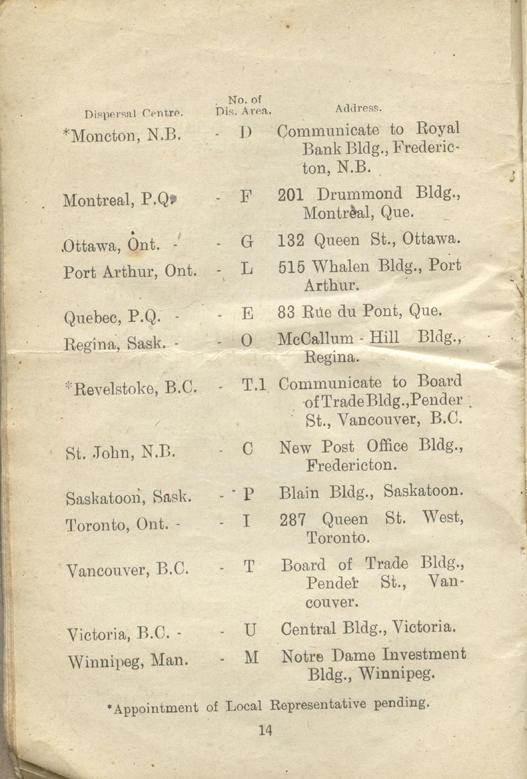 Dispersal Centre. No. of Dis. Area. Address.
*Moncton, N.B. - D Communicate to Royal
Bank Bldg., Frederic-
ton, N.B.
Montreal, P.Q. - F 201 Drummond Bldg.,
Montreal, Que.
Ottawa, Ont. - - G 132 Queen St., Ottawa.
Port Arthur, Ont. - L 515 Whalen Bldg., Port
Arthur.
Quebec, P.Q. - - E 83 Rue du Pont, Que.
Regina, Sask. - - O McCallum - Hill Bldg.,
Regina.
*Revelstoke, B.C. - T.1 Communicate to Board
of Trade Bldg., Pender
St., Vancouver, B.C.
St. John, N.B. - C New Post Office Bldg.,
Fredericton.
Saskatoon, Sask. - - P Blain Bldg., Saskatoon.
Toronto, Ont. - - I 287 Queen St. West,
Toronto.
Vancouver, B.C. - T Board of Trade Bldg.,
Pender St., Van-
couver.
Victoria, B.C. - - U Central Bldg., Victoria.
Winnipeg, Man. - M Notre Dame Investment
Bldg., Winnipeg.
*Appointment of Local Representative pending.
14